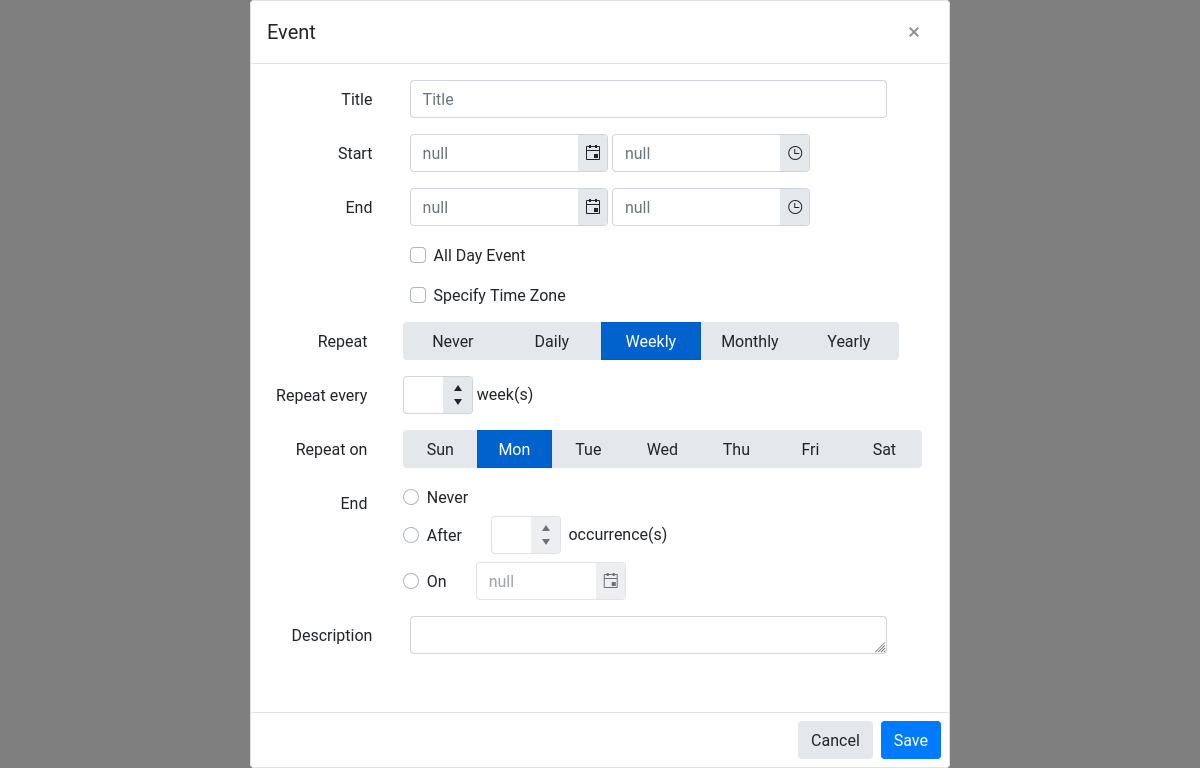 Event ×
Title Title
Start null null
End null null
All Day Event
Specify Time Zone
Repeat Never Daily Weekly Monthly Yearly
Repeat every week(s)
Repeat on Sun Mon Tue Wed Thu Fri Sat
End Never
After occurrence(s)
On null
Description
Cancel Save